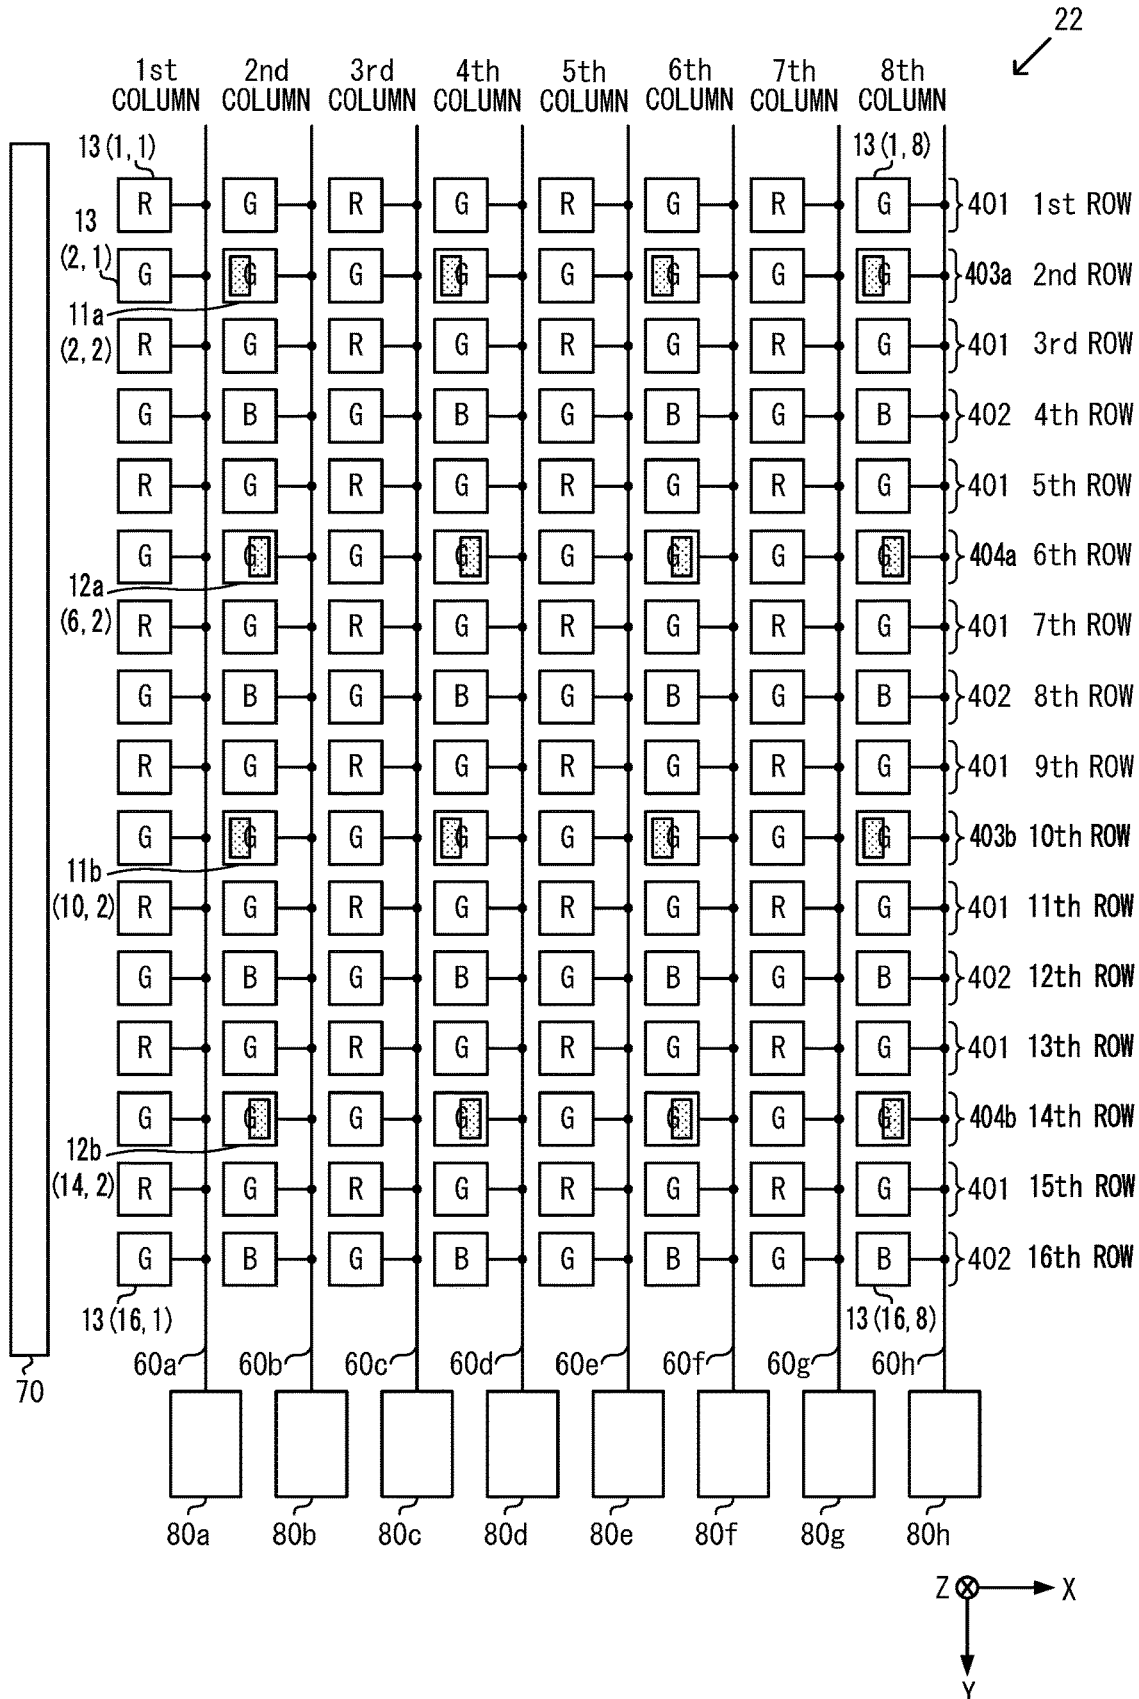 22
1st 2nd 3rd 4th 5th 6th 7th 8th
COLUMN COLUMN COLUMN COLUMN COLUMN COLUMN COLUMN COLUMN
13(1,1) 13(1,8)
R G R G R G R G 401 1st ROW
13
(2,1) G G G G G G G G 403a 2nd ROW
11a
(2,2) R G R G R G R G 401 3rd ROW
G B G B G B G B 402 4th ROW
R G R G R G R G 401 5th ROW
G G G G G G G G 404a 6th ROW
12a
(6,2) R G R G R G R G 401 7th ROW
G B G B G B G B 402 8th ROW
R G R G R G R G 401 9th ROW
G G G G G G G G 403b 10th ROW
11b
(10,2) R G R G R G R G 401 11th ROW
G B G B G B G B 402 12th ROW
R G R G R G R G 401 13th ROW
G G G G G G G G 404b 14th ROW
12b
(14,2) R G R G R G R G 401 15th ROW
G B G B G B G B 402 16th ROW
13(16,1) 13(16,8)
60a 60b 60c 60d 60e 60f 60g 60h
70
80a 80b 80c 80d 80e 80f 80g 80h
Z X
Y